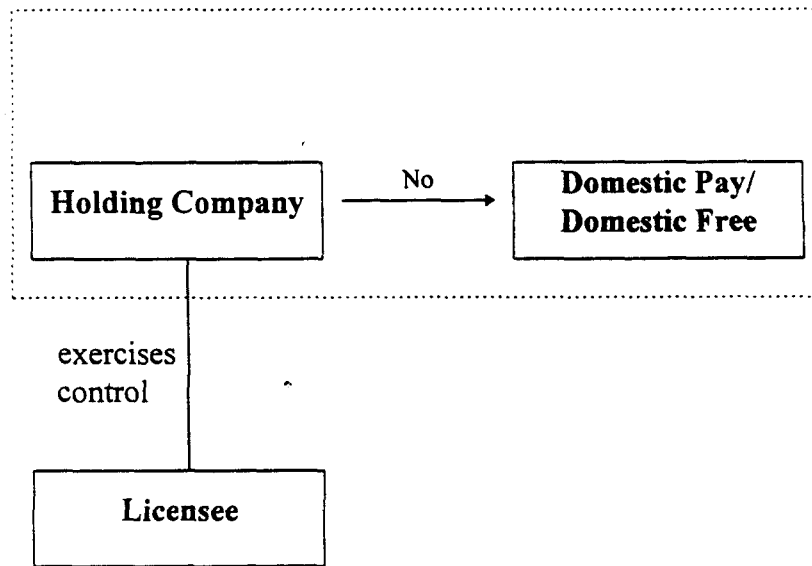 Holding Company
No
Domestic Pay/
Domestic Free
exercises
control
Licensee